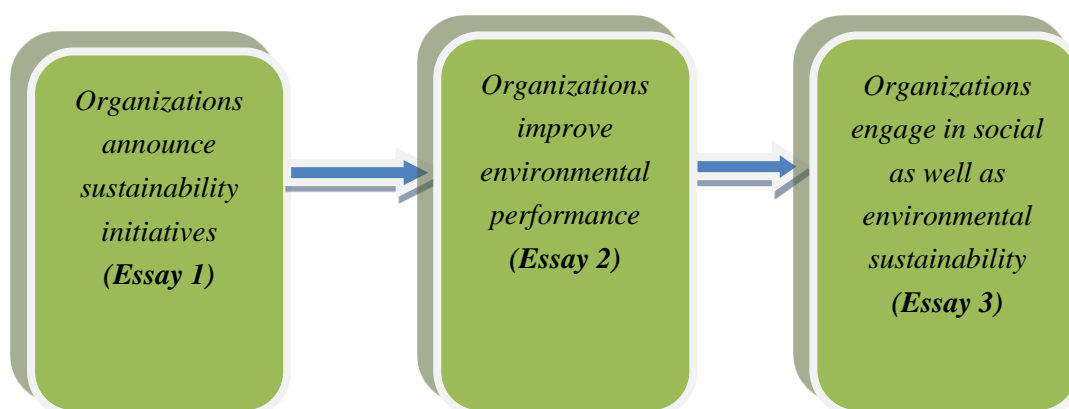 Organizations
announce
sustainability
initiatives
(Essay 1)
Organizations
improve
environmental
performance
(Essay 2)
Organizations
engage in social
as well as
environmental
sustainability
(Essay 3)